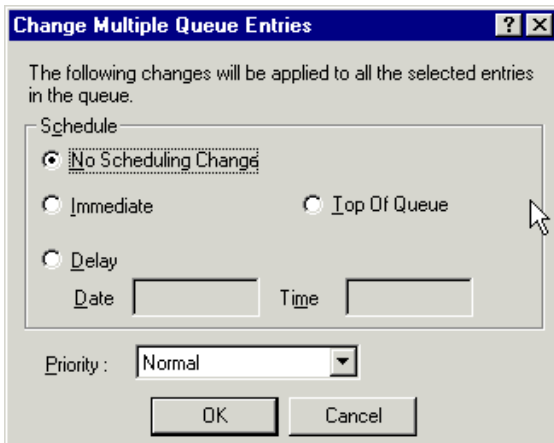 Change Multiple Queue Entries
The following changes will be applied to all the selected entries
in the queue.
Schedule
No Scheduling Change
Immediate
Top Of Queue
Delay
Date
Time
Priority :
Normal
OK
Cancel